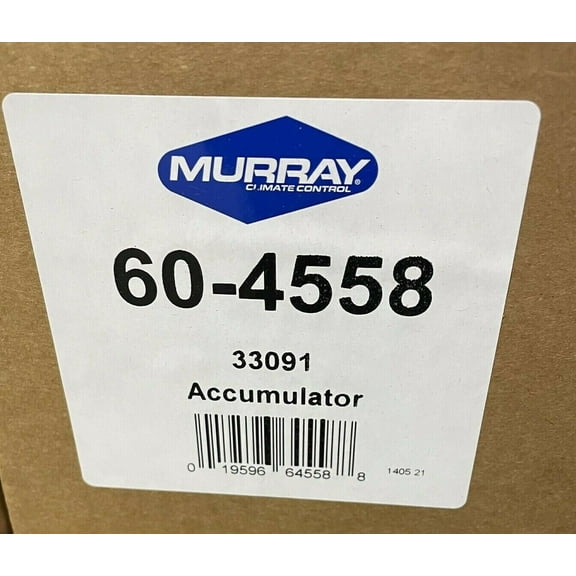 MURRAY®
CLIMATE CONTROL
60-4558
33091
Accumulator
0 19596 64558 8
1405 21